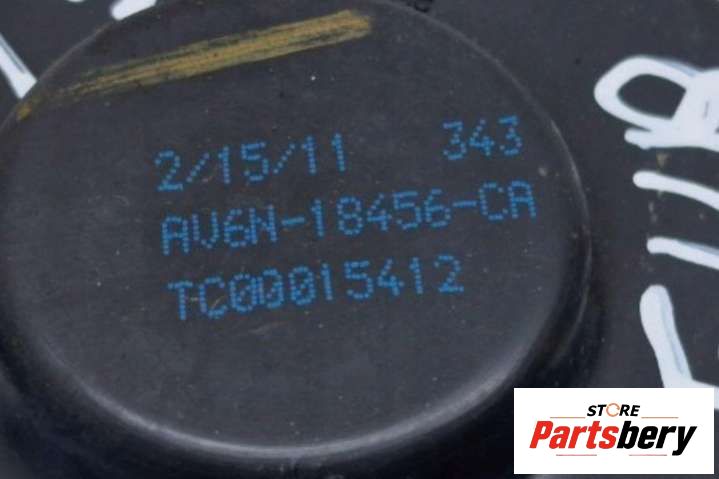 2/15/11 343
AV6N-18456-CA
TC00015412
STORE
Partsbery